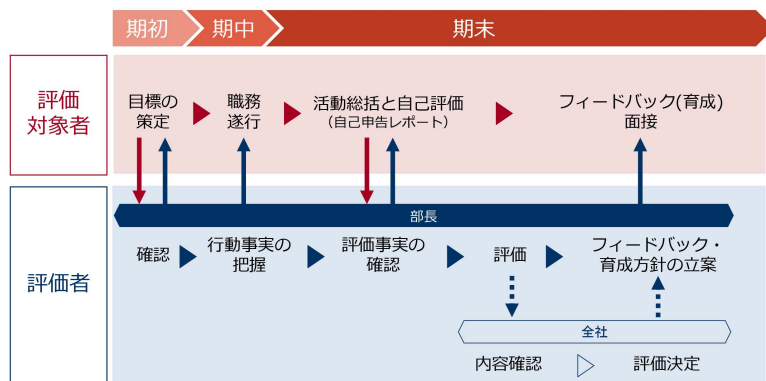 期初
期中
期末
評価
対象者
目標の
策定
職務
遂行
活動総括と自己評価
(自己申告レポート)
フィードバック(育成)
面接
評価者
部長
確認
行動事実の
把握
評価事実の
確認
評価
フィードバック・
育成方針の立案
全社
内容確認
評価決定